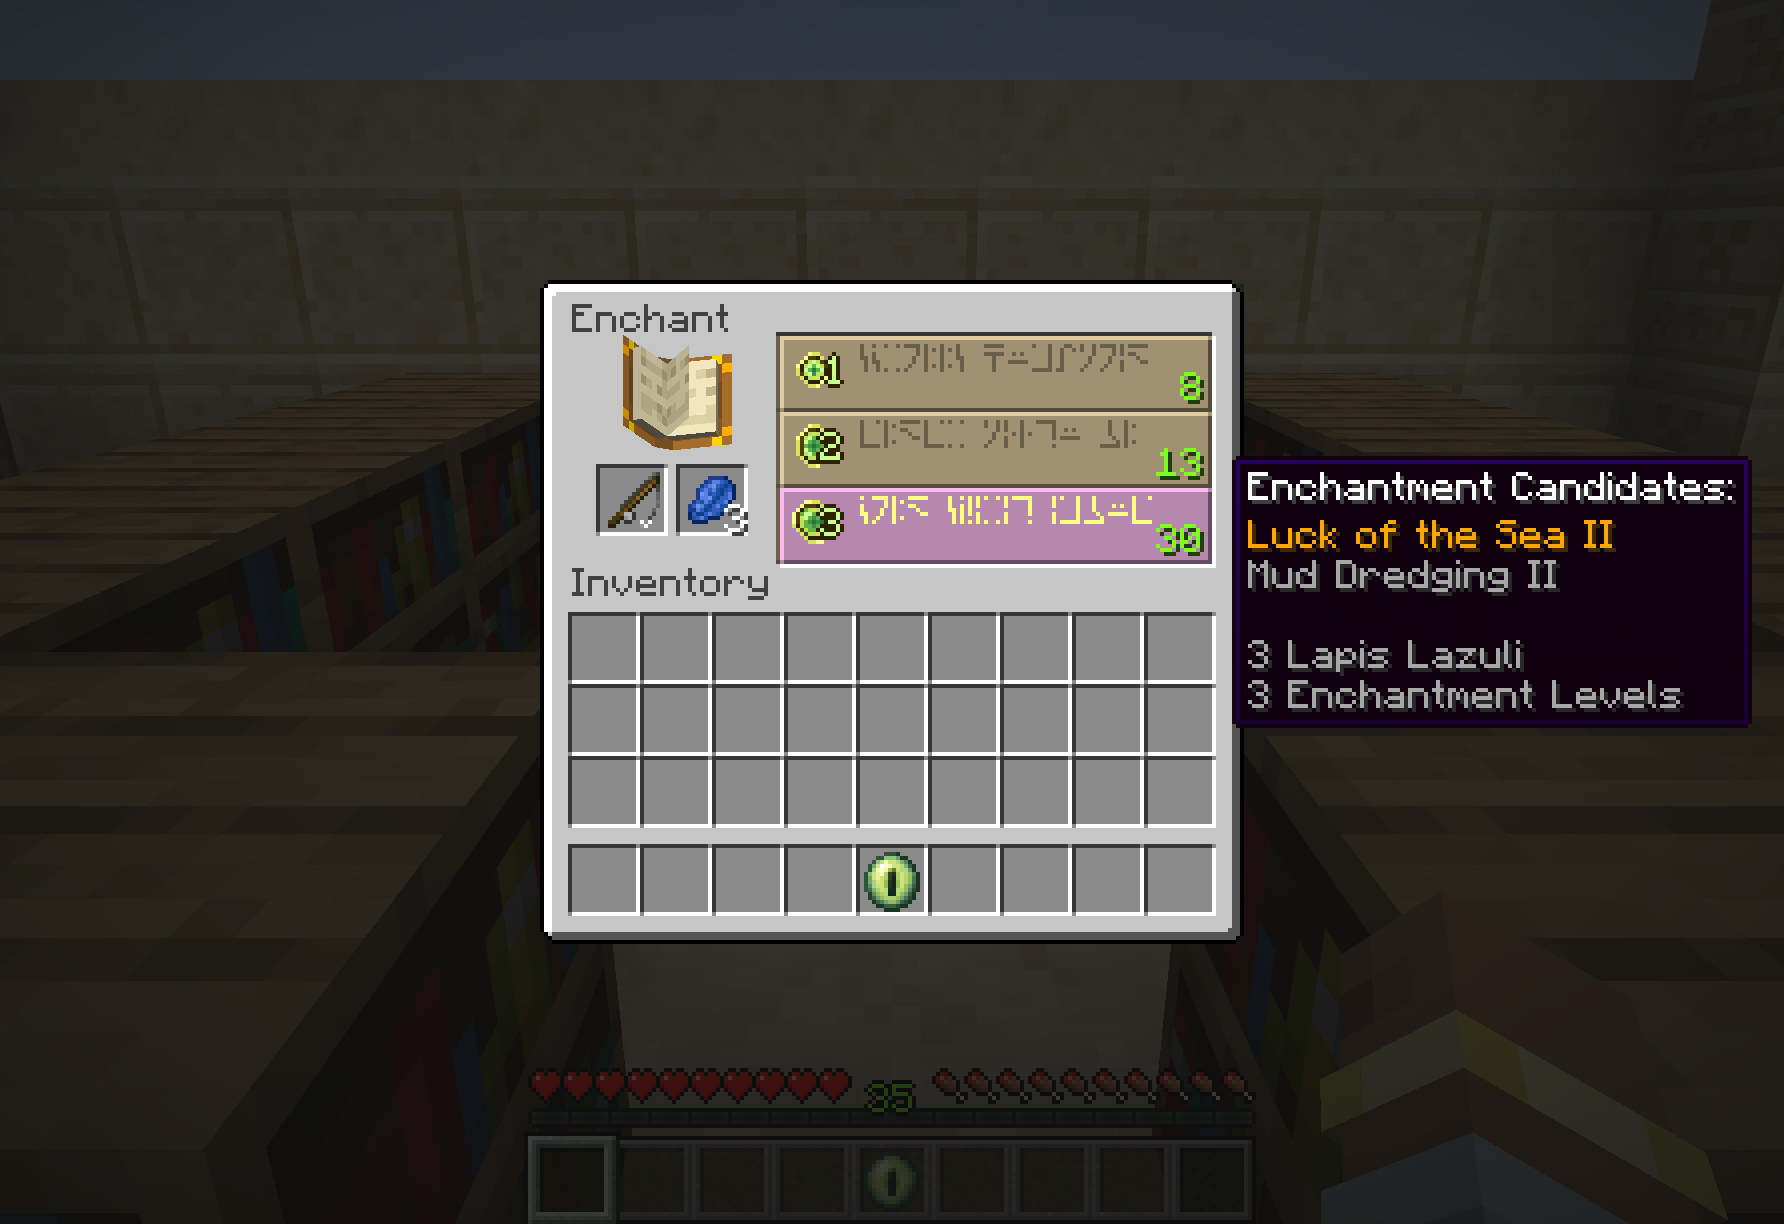 Enchant
1
8
2
13
3
30
3
Enchantment Candidates:
Luck of the Sea II
Mud Dredging II
3 Lapis Lazuli
3 Enchantment Levels
Inventory
35